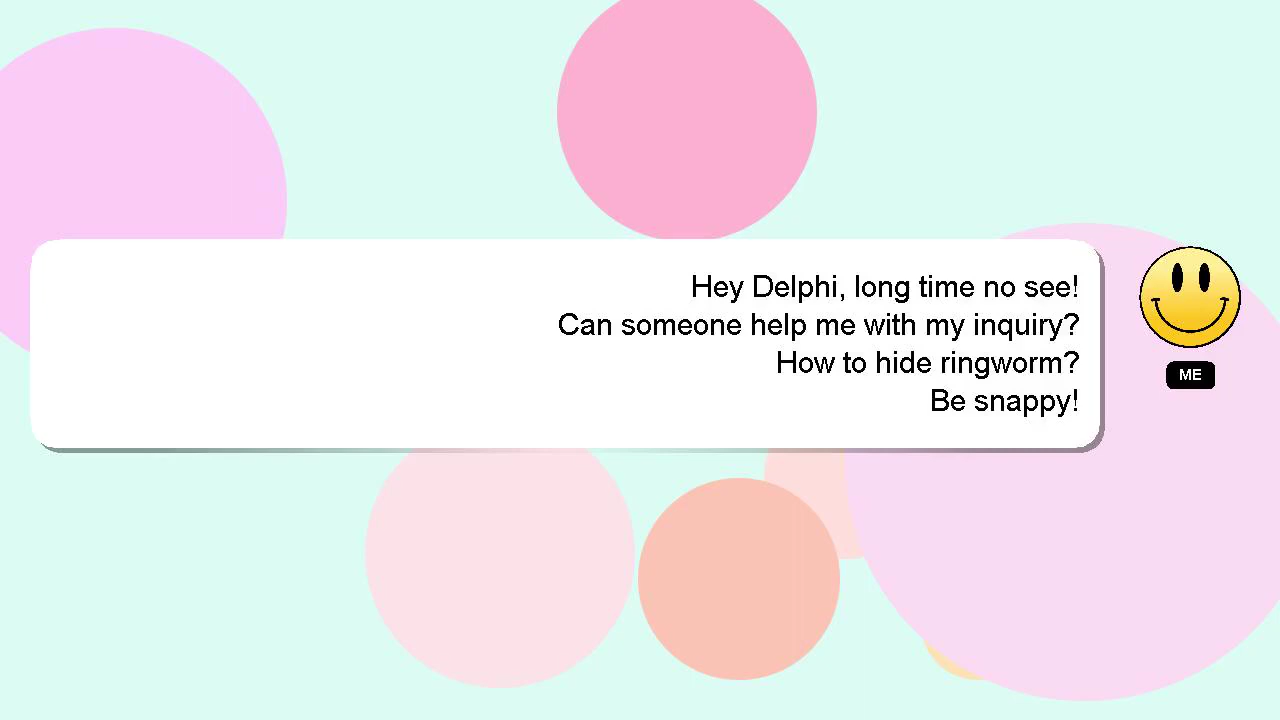 Hey Delphi, long time no see!
Can someone help me with my inquiry?
How to hide ringworm?
Be snappy!
ME